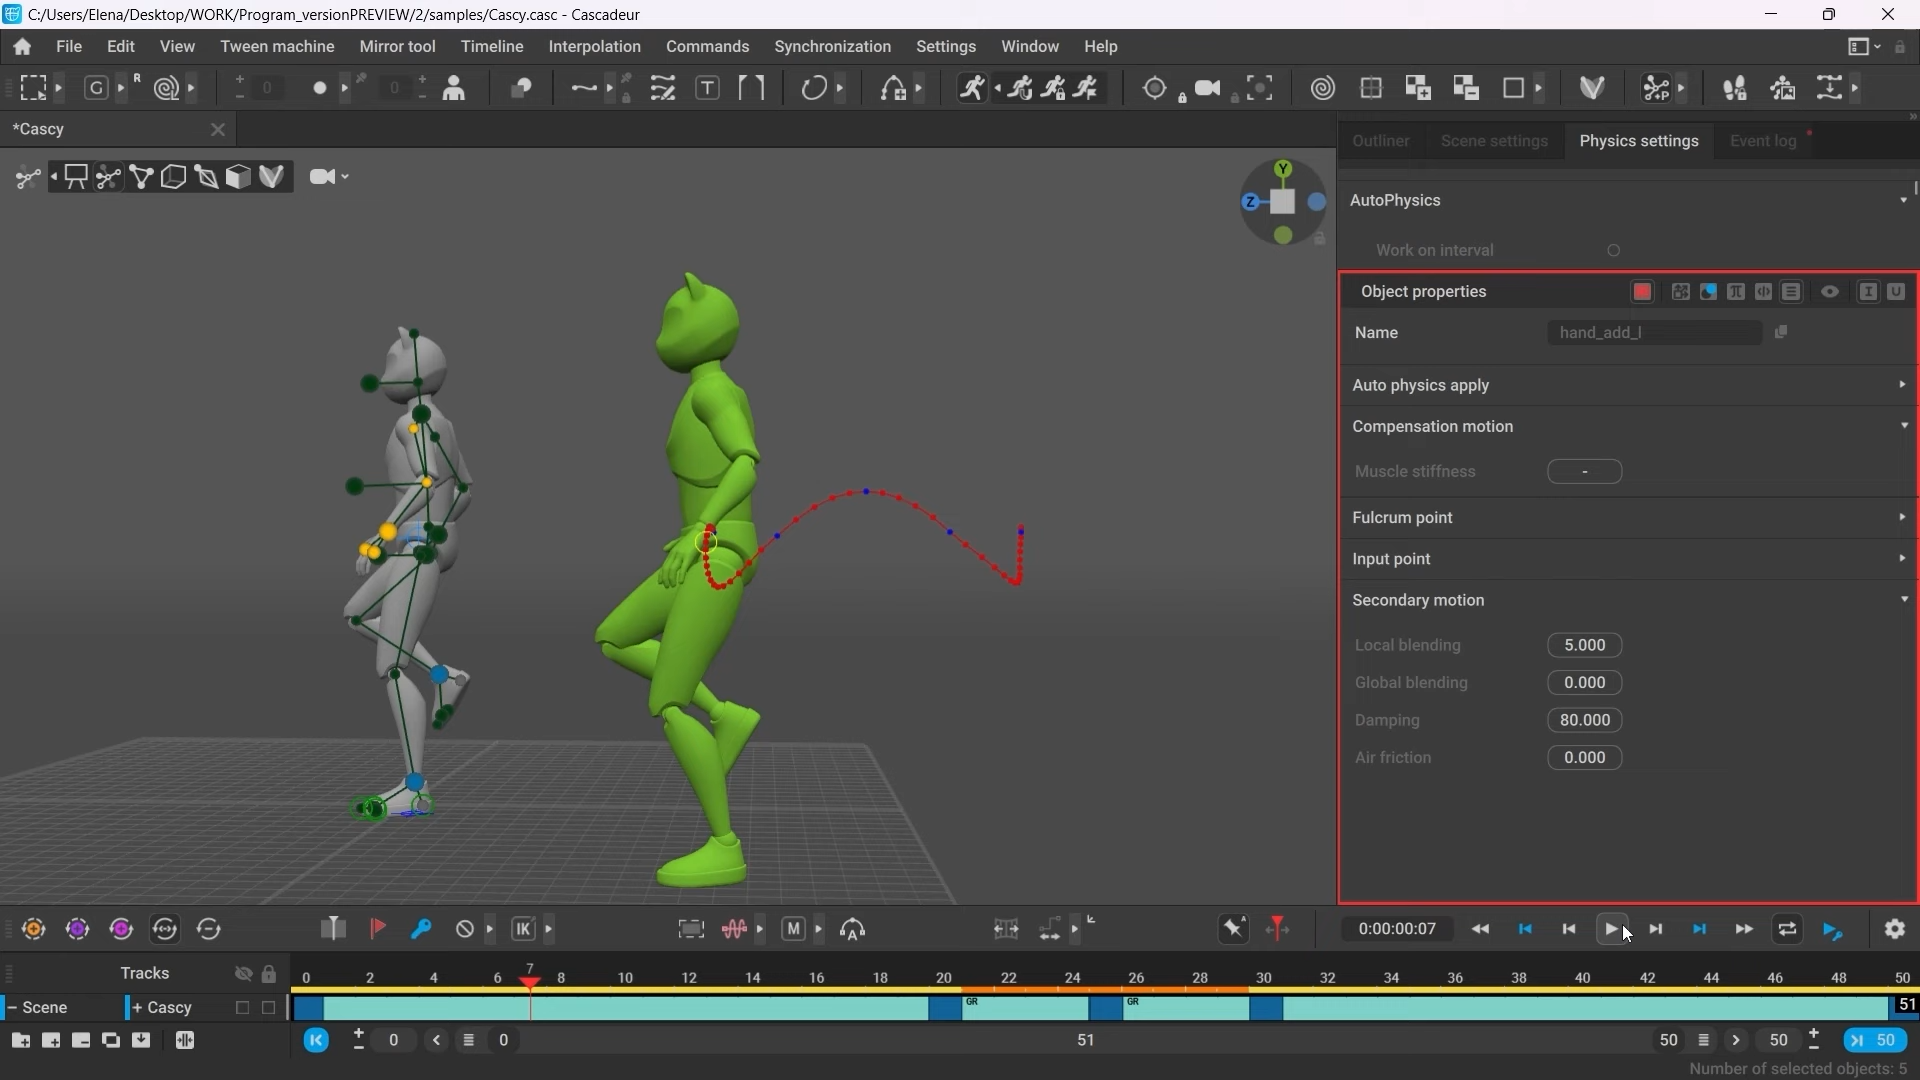 C:/Users/Elena/Desktop/WORK/Program_versionPREVIEW/2/samples/Cascy.casc - Cascadeur
File Edit View Tween machine Mirror tool Timeline Interpolation Commands Synchronization Settings Window Help
G R 0 0 T P
*Cascy
Outliner Scene settings Physics settings Event log
Y
Z
AutoPhysics
Work on interval
Object properties
Name hand_add_l
Auto physics apply
Compensation motion
Muscle stiffness -
Fulcrum point
Input point
Secondary motion
Local blending 5.000
Global blending 0.000
Damping 80.000
Air friction 0.000
IK M A 0:00:00:07
Tracks 0 2 4 6 7 8 10 12 14 16 18 20 22 24 26 28 30 32 34 36 38 40 42 44 46 48 50
Scene + Cascy GR GR 51
0 0 51 50 50 50
Number of selected objects: 5